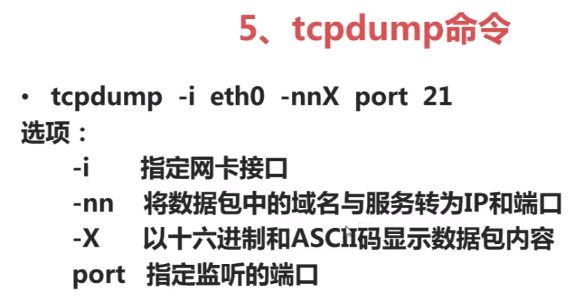 5、tcpdump命令
• tcpdump -i eth0 -nnX port 21
选项：
-i 指定网卡接口
-nn 将数据包中的域名与服务转为IP和端口
-X 以十六进制和ASCII码显示数据包内容
port 指定监听的端口